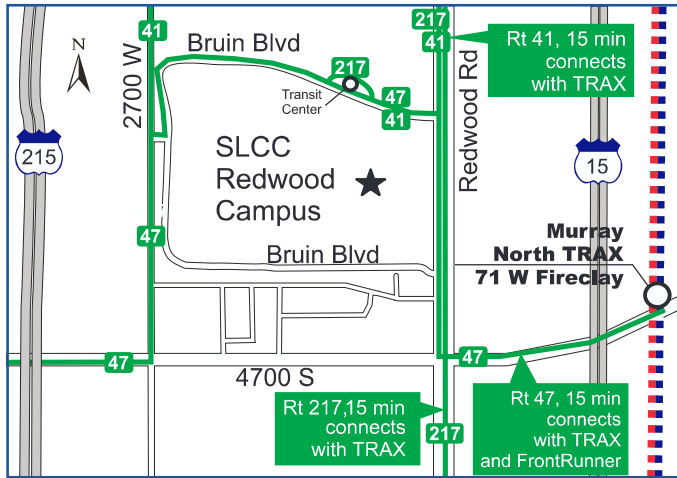 217
41
41
Bruin Blvd
Rt 41, 15 min
connects
with TRAX
N
2700 W
217
Transit
Center
47
41
Redwood Rd
215
15
SLCC
Redwood
Campus
47
Bruin Blvd
Murray
North TRAX
71 W Fireclay
47
47
4700 S
Rt 217,15 min
connects
with TRAX
217
Rt 47, 15 min
connects
with TRAX
and FrontRunner